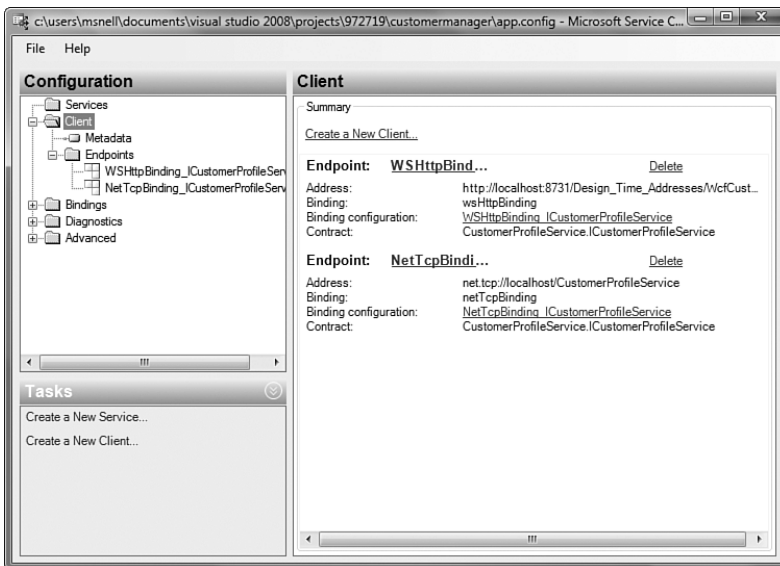 c:\users\msnell\documents\visual studio 2008\projects\972719\customermanager\app.config - Microsoft Service C...
File Help
Configuration
Services
Client
Metadata
Endpoints
WSHttpBinding_ICustomerProfileServ
NetTcpBinding_ICustomerProfileServ
Bindings
Diagnostics
Advanced
Tasks
Create a New Service...
Create a New Client...
Client
Summary
Create a New Client...
Endpoint: WSHttpBind... Delete
Address: http://localhost:8731/Design_Time_Addresses/WcfCust...
Binding: wsHttpBinding
Binding configuration: WSHttpBinding_ICustomerProfileService
Contract: CustomerProfileService.ICustomerProfileService
Endpoint: NetTcpBindi... Delete
Address: net.tcp://localhost/CustomerProfileService
Binding: netTcpBinding
Binding configuration: NetTcpBinding_ICustomerProfileService
Contract: CustomerProfileService.ICustomerProfileService